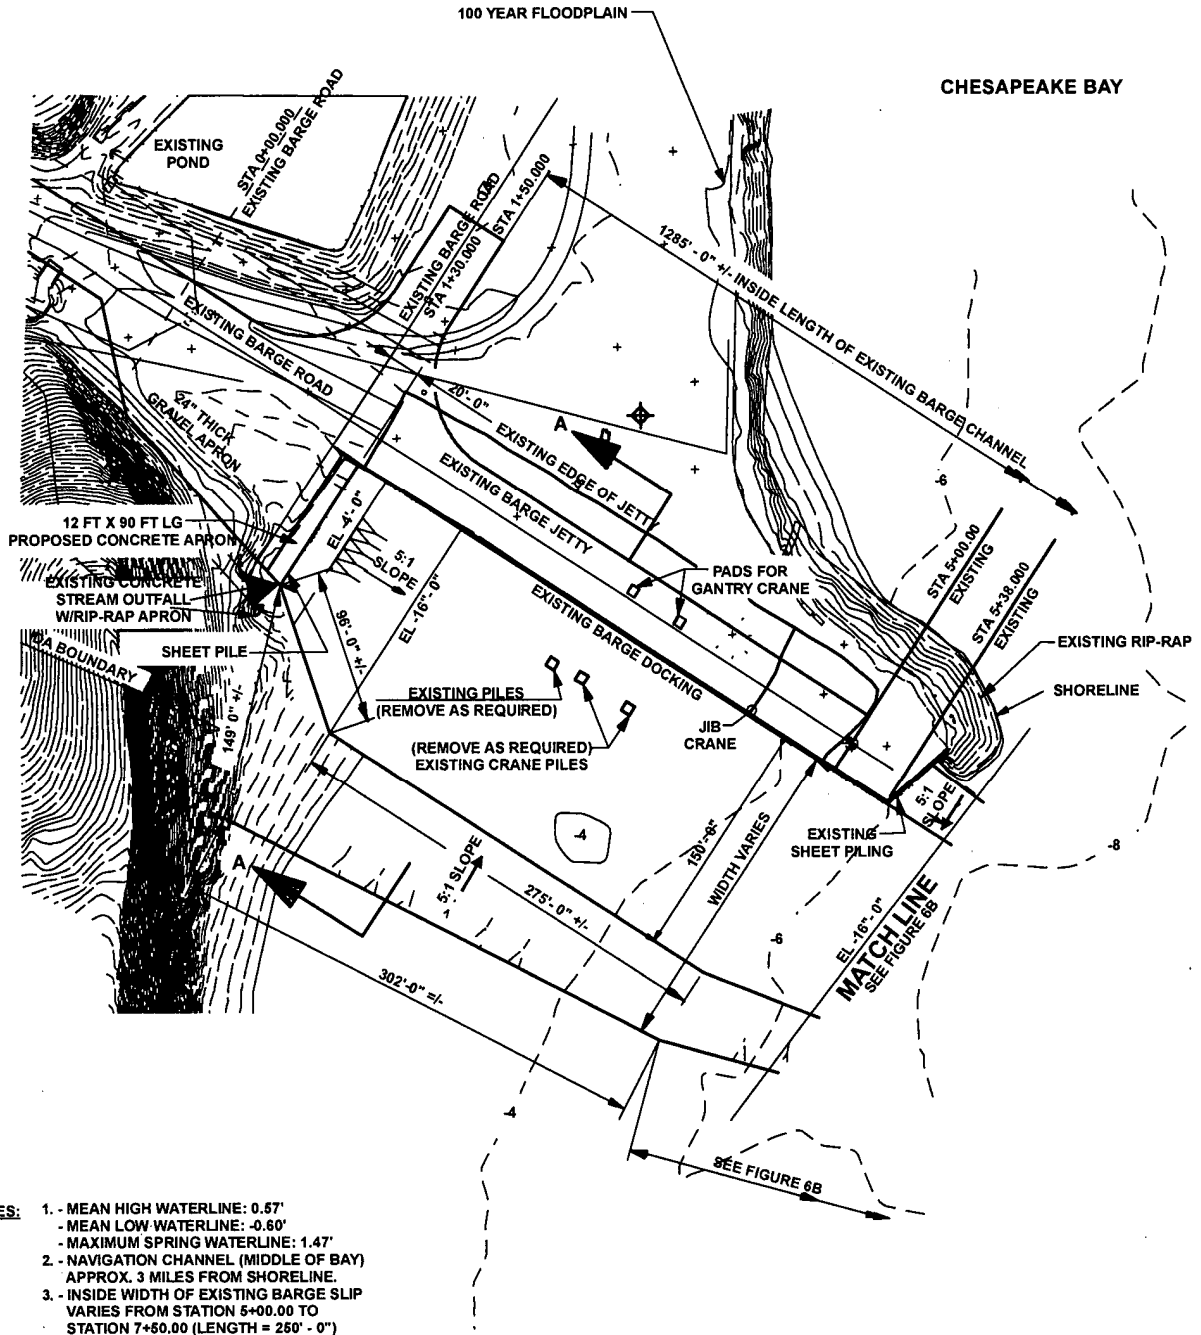 100 YEAR FLOODPLAIN
CHESAPEAKE BAY
EXISTING
POND
STA 0+00.000
EXISTING BARGE ROAD
EXISTING BARGE ROAD
STA 1+30.000
STA 1+50.000
1285' - 0" +/- INSIDE LENGTH OF EXISTING BARGE CHANNEL
EXISTING BARGE ROAD
20'- 0"
A
24" THICK
GRAVEL APRON
EXISTING EDGE OF JETTY
EXISTING BARGE JETTY
-6
12 FT X 90 FT LG
PROPOSED CONCRETE APRON
EL -4'- 0"
5:1
SLOPE
STA 5+00.00
EXISTING
STA 5+38.000
EXISTING
PADS FOR
GANTRY CRANE
EXISTING CONCRETE
STREAM OUTFALL
W/RIP-RAP APRON
EL -16"- 0"
EXISTING BARGE DOCKING
EXISTING RIP-RAP
SHEET PILE
96'- 0" +/-
DA BOUNDARY
SHORELINE
EXISTING PILES
(REMOVE AS REQUIRED)
149' 0" +/-
(REMOVE AS REQUIRED)
EXISTING CRANE PILES
JIB
CRANE
5:1
SLOPE
-4
150'- 0"
WIDTH VARIES
EXISTING
SHEET PILING
-8
A
5:1 SLOPE
275'- 0" +/-
-6
EL -16"- 0"
MATCH LINE
SEE FIGURE 6B
302'-0" =/-
-4
SEE FIGURE 6B
ES:
1. - MEAN HIGH WATERLINE: 0.57'
- MEAN LOW WATERLINE: -0.60'
- MAXIMUM SPRING WATERLINE: 1.47'
2. - NAVIGATION CHANNEL (MIDDLE OF BAY)
APPROX. 3 MILES FROM SHORELINE.
3. - INSIDE WIDTH OF EXISTING BARGE SLIP
VARIES FROM STATION 5+00.00 TO
STATION 7+50.00 (LENGTH = 250' - 0")